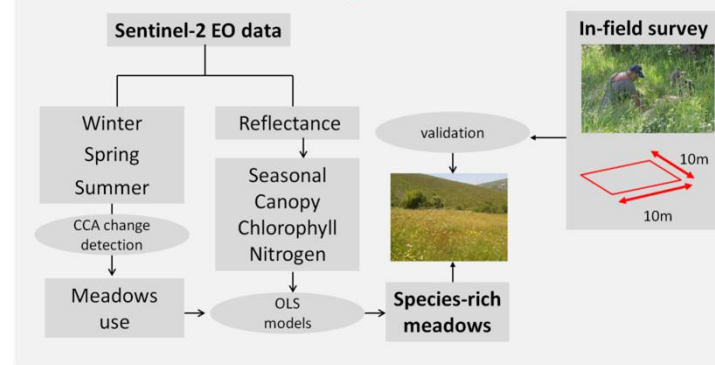 Sentinel-2 EO data
In-field survey
Winter
Spring
Summer
Reflectance
validation
10m
10m
CCA change
detection
Seasonal
Canopy
Chlorophyll
Nitrogen
Meadows
use
OLS
models
Species-rich
meadows